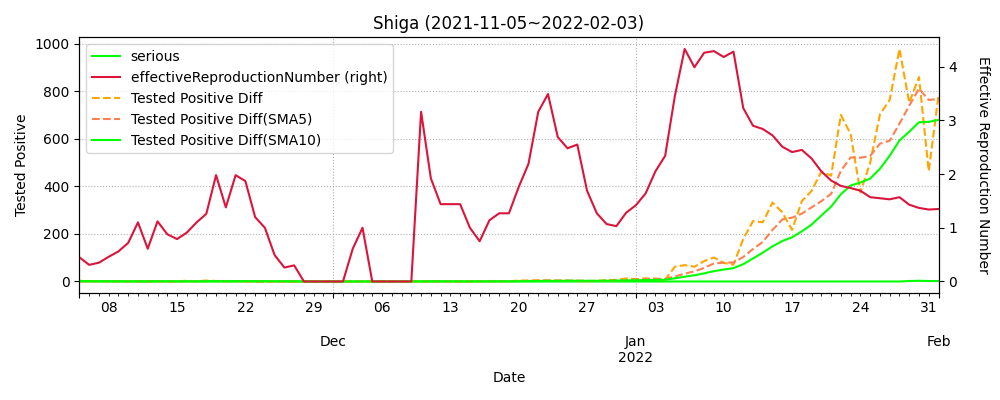 Shiga (2021-11-05~2022-02-03)
1000
800
600
400
200
0
Tested Positive
serious
effectiveReproductionNumber (right)
Tested Positive Diff
Tested Positive Diff(SMA5)
Tested Positive Diff(SMA10)
4
3
2
1
0
Effective Reproduction Number
08 15 22 29 06 13 20 27 03 10 17 24 31
Dec Jan Feb
2022
Date